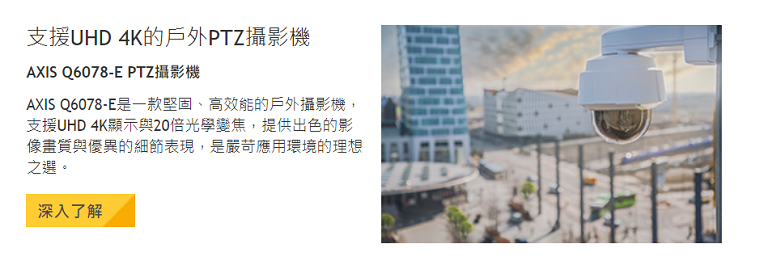 支援UHD 4K的戶外PTZ攝影機
AXIS Q6078-E PTZ攝影機
AXIS Q6078-E是一款堅固、高效能的戶外攝影機，
支援UHD 4K顯示與20倍光學變焦，提供出色的影
像畫質與優異的細節表現，是嚴苛應用環境的理想
之選。
深入了解